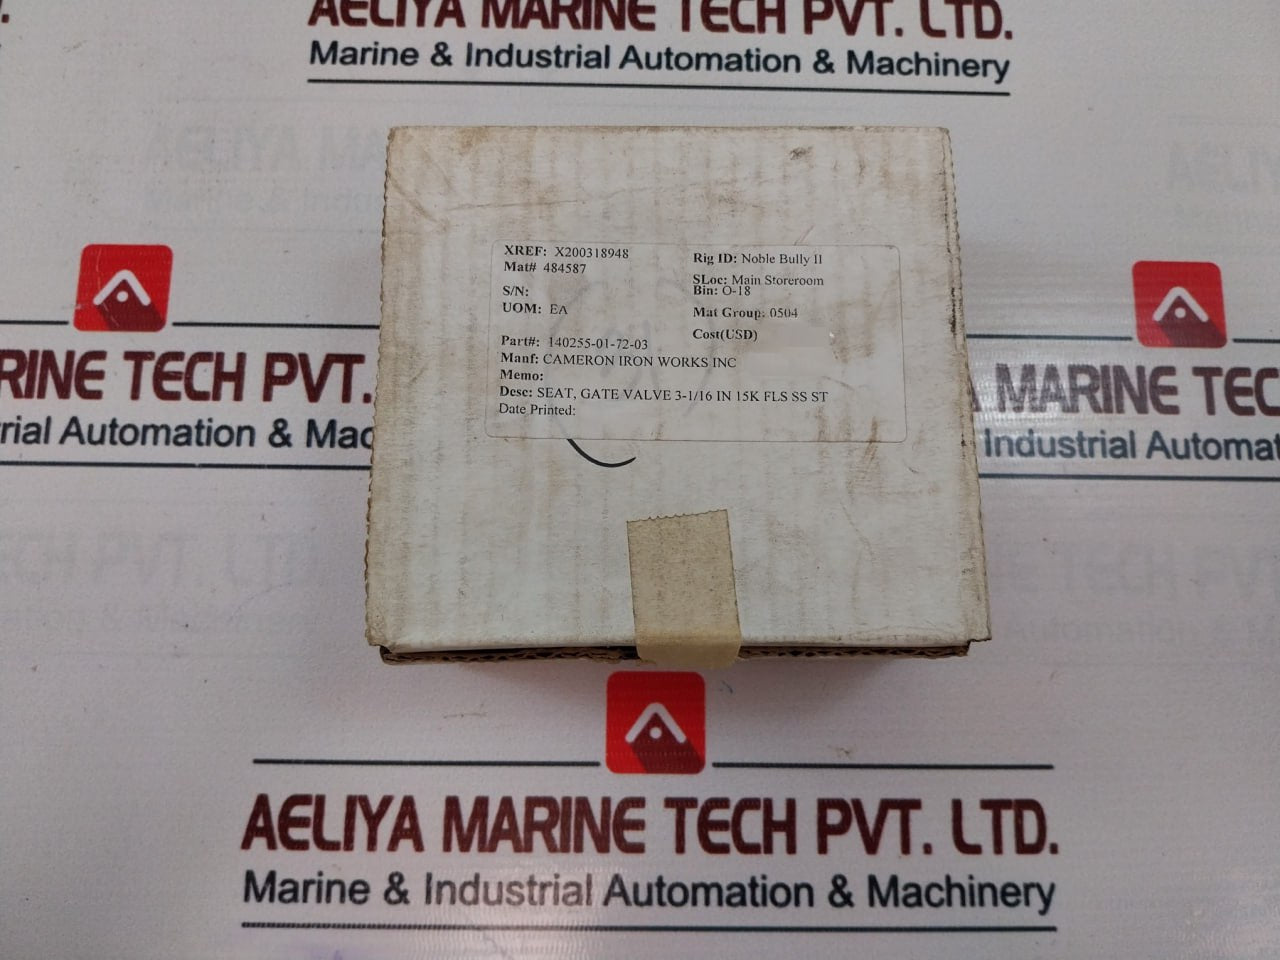 AELIYA MARINE TECH PVT. LTD.
Marine & Industrial Automation & Machinery
XREF: X200318948
Mat# 484587
S/N:
UOM: EA
Rig ID: Noble Bully II
SLoc: Main Storeroom
Bin: O-18
Mat Group: 0504
Cost(USD)
Part#: 140255-01-72-03
Manf: CAMERON IRON WORKS INC
Memo:
Desc: SEAT, GATE VALVE 3-1/16 IN 15K FLS SS ST
Date Printed:
RINE TECH PVT.
rial Automation & Mac
MARINE TEC
Industrial Automa
AELIYA MARINE TECH PVT. LTD.
Marine & Industrial Automation & Machinery